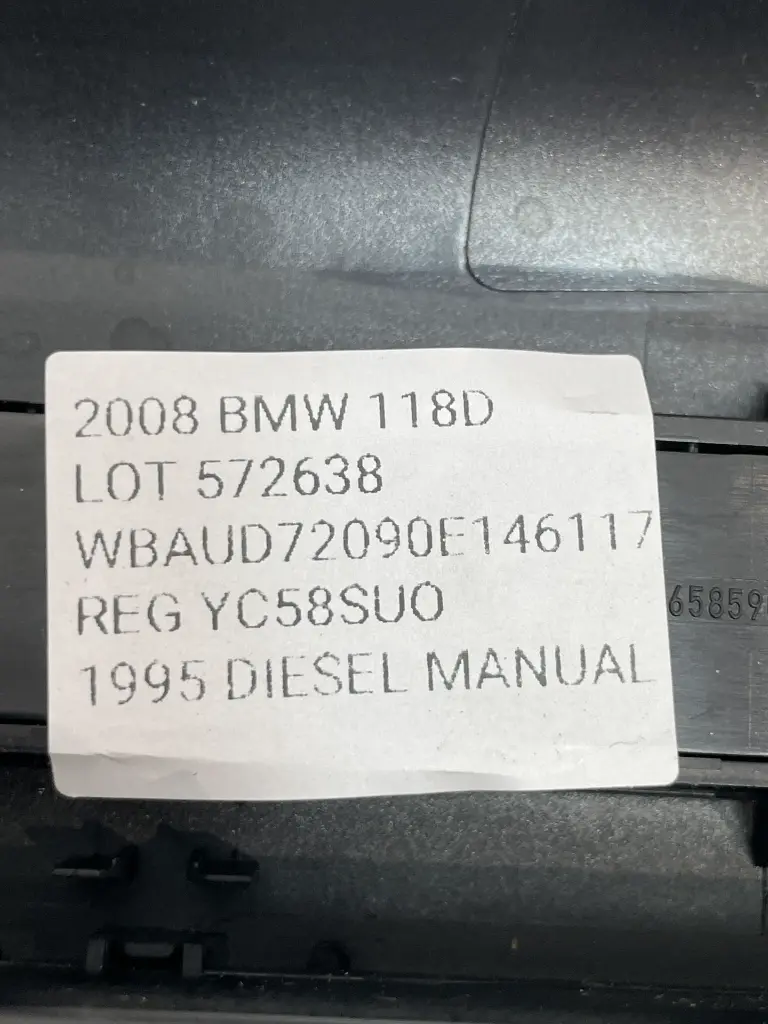 2008 BMW 118D
LOT 572638
WBAUD72090E146117
REG YC58SUO
1995 DIESEL MANUAL